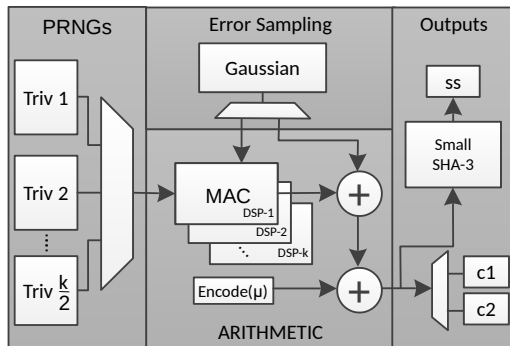 PRNGs
Error Sampling
Outputs
Triv 1
Triv 2
Triv k/2
Gaussian
MAC
DSP-1
DSP-2
DSP-k
+
+
Encode(μ)
ARITHMETIC
ss
Small
SHA-3
c1
c2